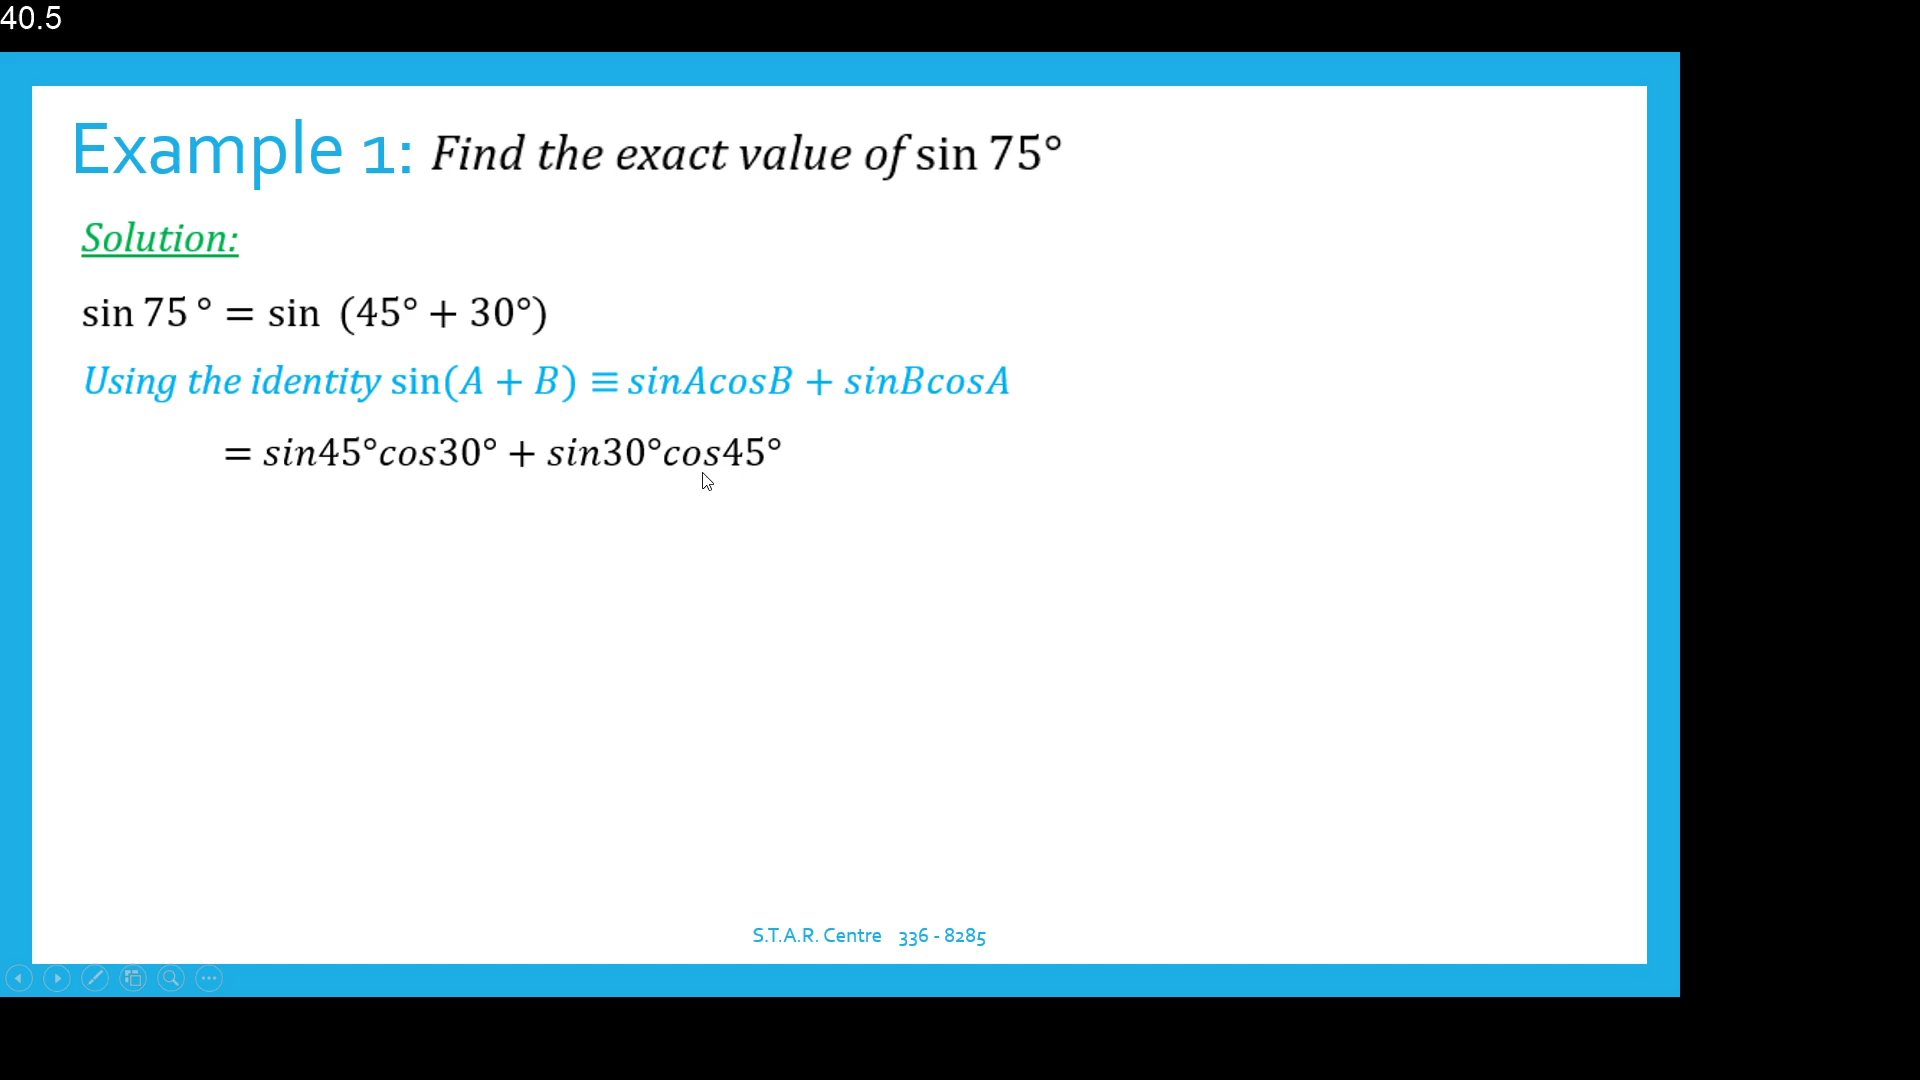 40.5
Example 1: Find the exact value of sin 75°
Solution:
sin 75 ° = sin (45° + 30°)
Using the identity sin(A + B) ≡ sinAcosB + sinBcosA
= sin45°cos30° + sin30°cos45°
S.T.A.R. Centre 336 - 8285